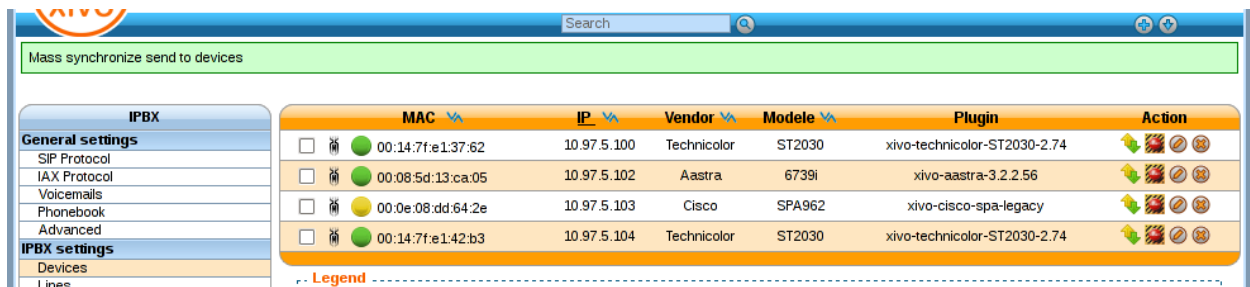 XIVO
Search
Mass synchronize send to devices
IPBX
General settings
SIP Protocol
IAX Protocol
Voicemails
Phonebook
Advanced
IPBX settings
Devices
Lines
MAC IP Vendor Modele Plugin Action
00:14:7f:e1:37:62 10.97.5.100 Technicolor ST2030 xivo-technicolor-ST2030-2.74
00:08:5d:13:ca:05 10.97.5.102 Aastra 6739i xivo-aastra-3.2.2.56
00:0e:08:dd:64:2e 10.97.5.103 Cisco SPA962 xivo-cisco-spa-legacy
00:14:7f:e1:42:b3 10.97.5.104 Technicolor ST2030 xivo-technicolor-ST2030-2.74
Legend